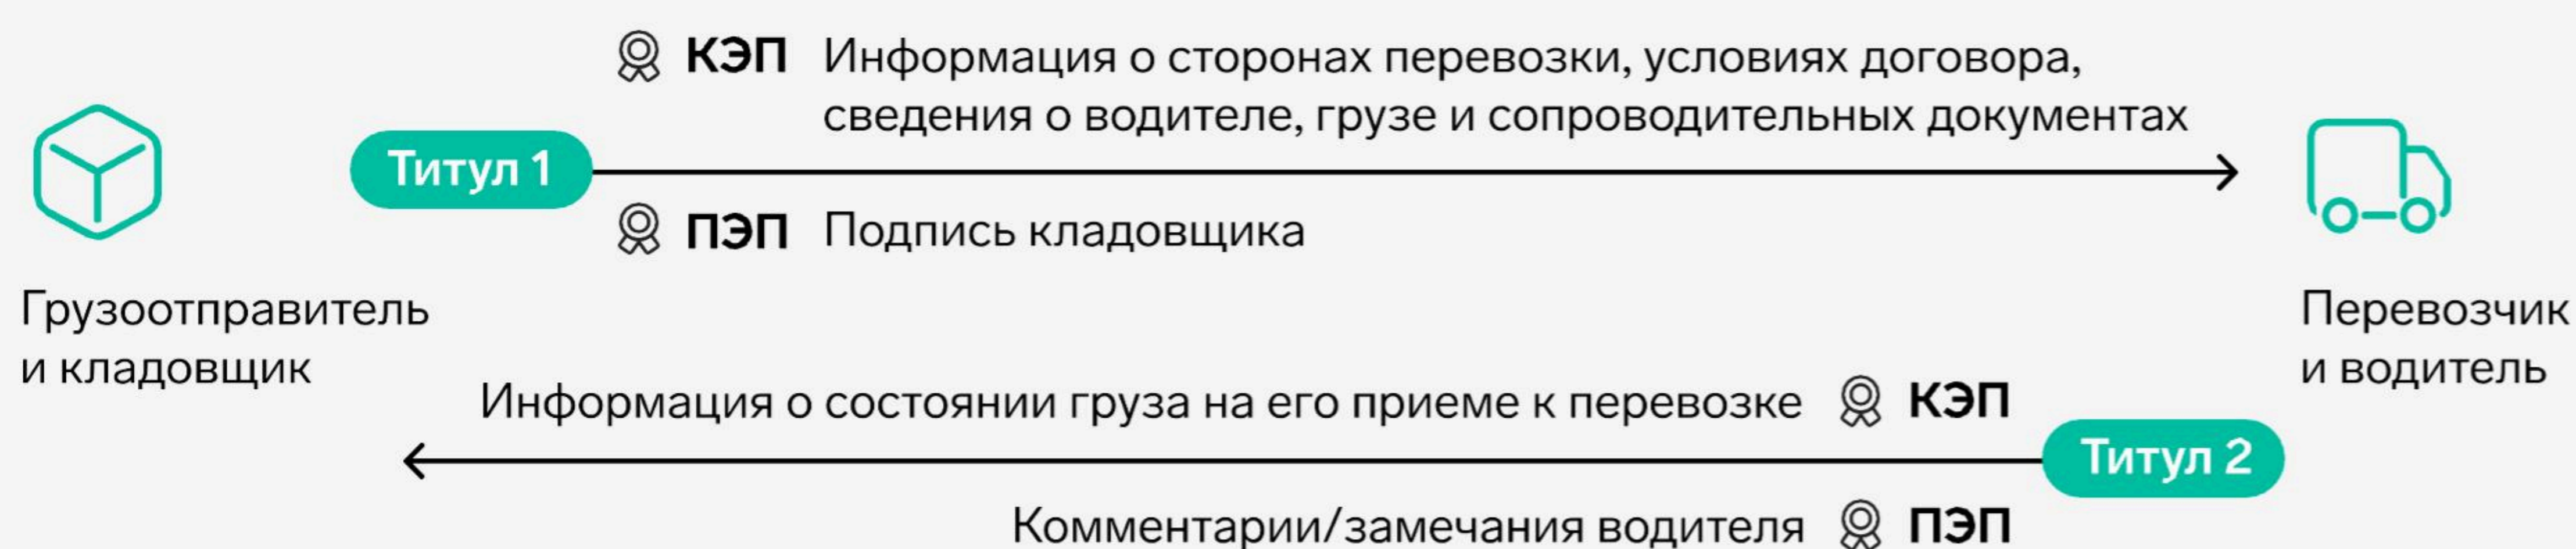 КЭП Информация о сторонах перевозки, условиях договора,
сведения о водителе, грузе и сопроводительных документах
Титул 1
ПЭП Подпись кладовщика
Грузоотправитель
и кладовщик
Перевозчик
и водитель
Информация о состоянии груза на его приеме к перевозке КЭП
Титул 2
Комментарии/замечания водителя ПЭП